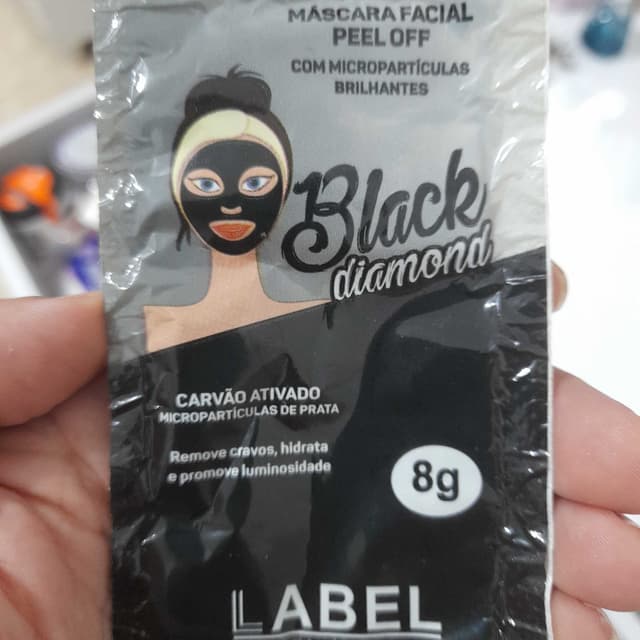 MÁSCARA FACIAL
PEEL OFF
COM MICROPARTÍCULAS
BRILHANTES
Black
diamond
CARVÃO ATIVADO
MICROPARTÍCULAS DE PRATA
Remove cravos, hidrata
e promove luminosidade
8g
LABEL